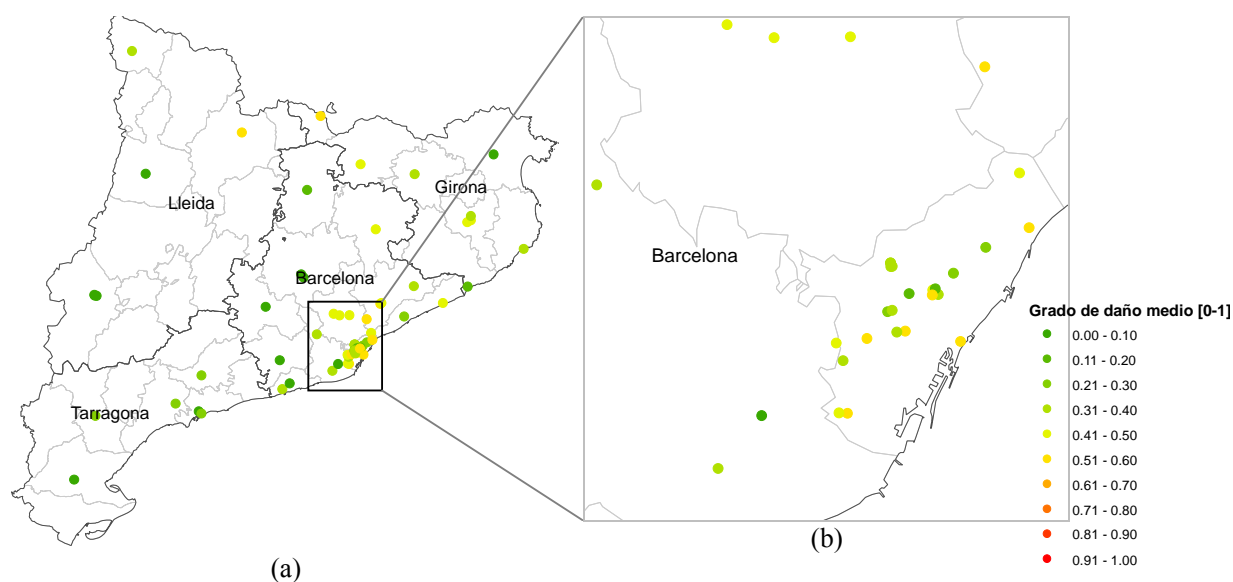 Girona
Lleida
Barcelona
Tarragona
(a)
Barcelona
(b)
Grado de daño medio [0-1]
0.00 - 0.10
0.11 - 0.20
0.21 - 0.30
0.31 - 0.40
0.41 - 0.50
0.51 - 0.60
0.61 - 0.70
0.71 - 0.80
0.81 - 0.90
0.91 - 1.00